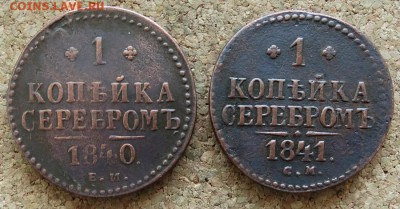 COINS.LAVE.RU
1
КОПѢЙКА
СЕРЕБРОМЪ
1840.
Е.М.
1
КОПѢЙКА
СЕРЕБРОМЪ
1841.
С.М.